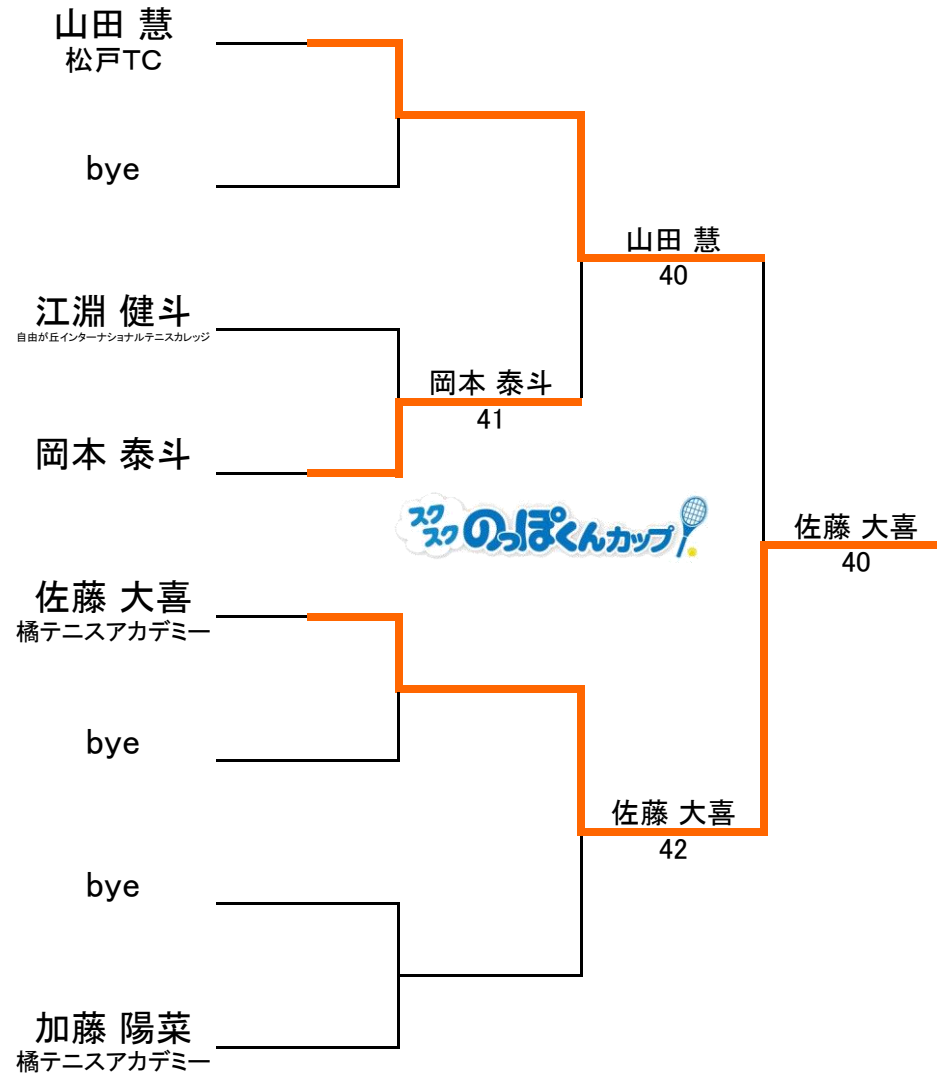 山田 慧
松戸TC
bye
江淵 健斗
自由が丘インターナショナルテニスカレッジ
岡本 泰斗
佐藤 大喜
橘テニスアカデミー
bye
bye
加藤 陽菜
橘テニスアカデミー
岡本 泰斗
41
山田 慧
40
佐藤 大喜
42
佐藤 大喜
40
スク
スク
のっぽくんカップ